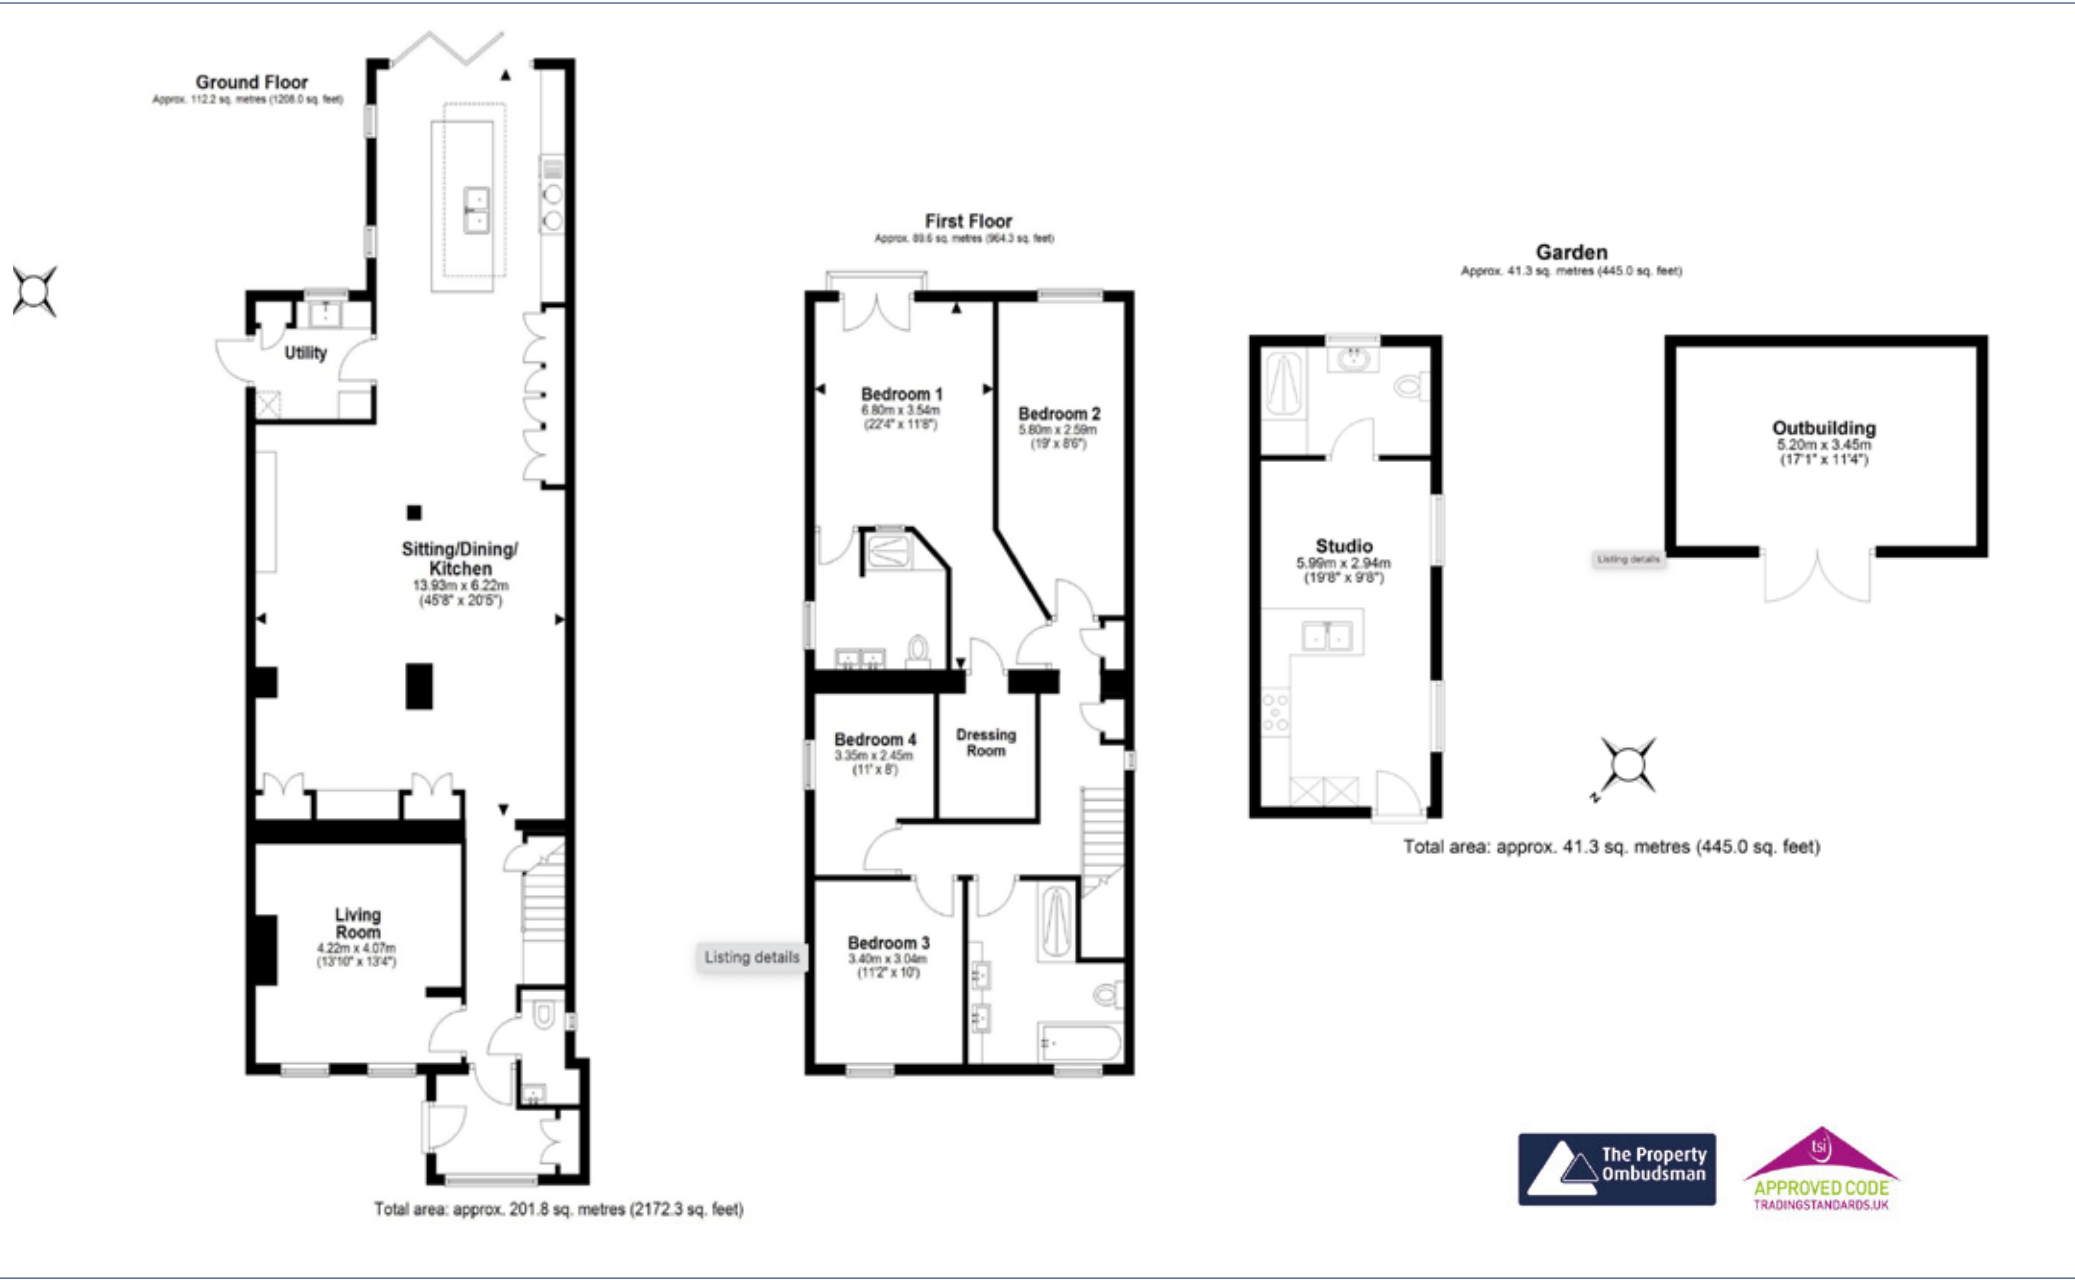 Ground Floor
Approx. 112.2 sq. metres (1208.0 sq. feet)
Utility
Sitting/Dining/
Kitchen
13.93m x 6.22m
(45'8" x 20'5")
Living
Room
4.22m x 4.07m
(13'10" x 13'4")
Total area: approx. 201.8 sq. metres (2172.3 sq. feet)
First Floor
Approx. 89.6 sq. metres (964.3 sq. feet)
Bedroom 1
6.80m x 3.54m
(22'4" x 11'8")
Bedroom 2
5.80m x 2.59m
(19' x 8'6")
Bedroom 4
3.35m x 2.45m
(11' x 8')
Dressing
Room
Bedroom 3
3.40m x 3.04m
(11'2" x 10')
Listing details
Garden
Approx. 41.3 sq. metres (445.0 sq. feet)
Studio
5.99m x 2.94m
(19'8" x 9'8")
Outbuilding
5.20m x 3.45m
(17'1" x 11'4")
Listing details
N
Total area: approx. 41.3 sq. metres (445.0 sq. feet)
The Property
Ombudsman
tsi
APPROVED CODE
TRADINGSTANDARDS.UK